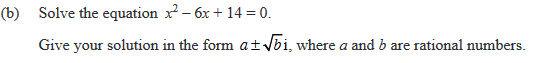 (b) Solve the equation x² – 6x + 14 = 0.
Give your solution in the form a ± √b i, where a and b are rational numbers.